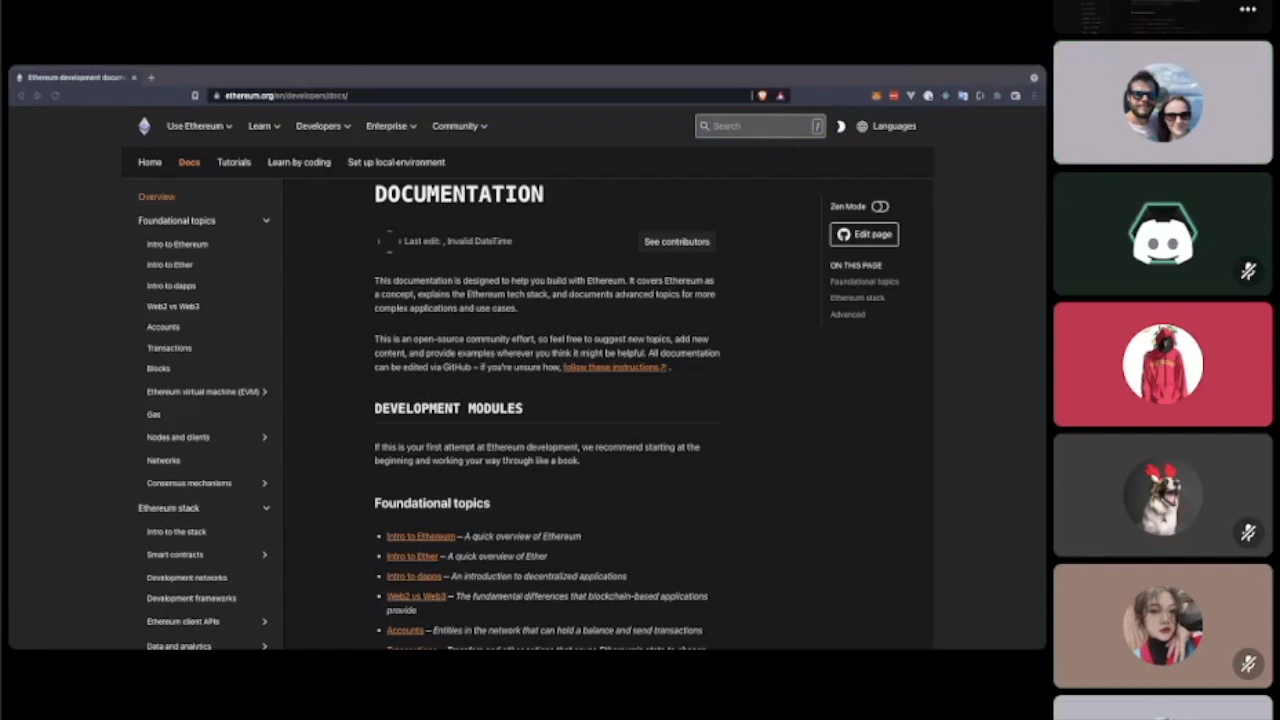 Ethereum development docum
ethereum.org/en/developers/docs/
Use Ethereum Learn Developers Enterprise Community
Search /
Languages
Home Docs Tutorials Learn by coding Set up local environment
Overview
Foundational topics
Intro to Ethereum
Intro to Ether
Intro to dapps
Web2 vs Web3
Accounts
Transactions
Blocks
Ethereum virtual machine (EVM)
Gas
Nodes and clients
Networks
Consensus mechanisms
Ethereum stack
Intro to the stack
Smart contracts
Development networks
Development frameworks
Ethereum client APIs
Data and analytics
DOCUMENTATION
Last edit: , Invalid DateTime
See contributors
This documentation is designed to help you build with Ethereum. It covers Ethereum as
a concept, explains the Ethereum tech stack, and documents advanced topics for more
complex applications and use cases.
This is an open-source community effort, so feel free to suggest new topics, add new
content, and provide examples wherever you think it might be helpful. All documentation
can be edited via GitHub – if you're unsure how, follow these instructions ↗ .
DEVELOPMENT MODULES
If this is your first attempt at Ethereum development, we recommend starting at the
beginning and working your way through like a book.
Foundational topics
• Intro to Ethereum – A quick overview of Ethereum
• Intro to Ether – A quick overview of Ether
• Intro to dapps – An introduction to decentralized applications
• Web2 vs Web3 – The fundamental differences that blockchain-based applications
provide
• Accounts – Entities in the network that can hold a balance and send transactions
Zen Mode
Edit page
ON THIS PAGE
Foundational topics
Ethereum stack
Advanced